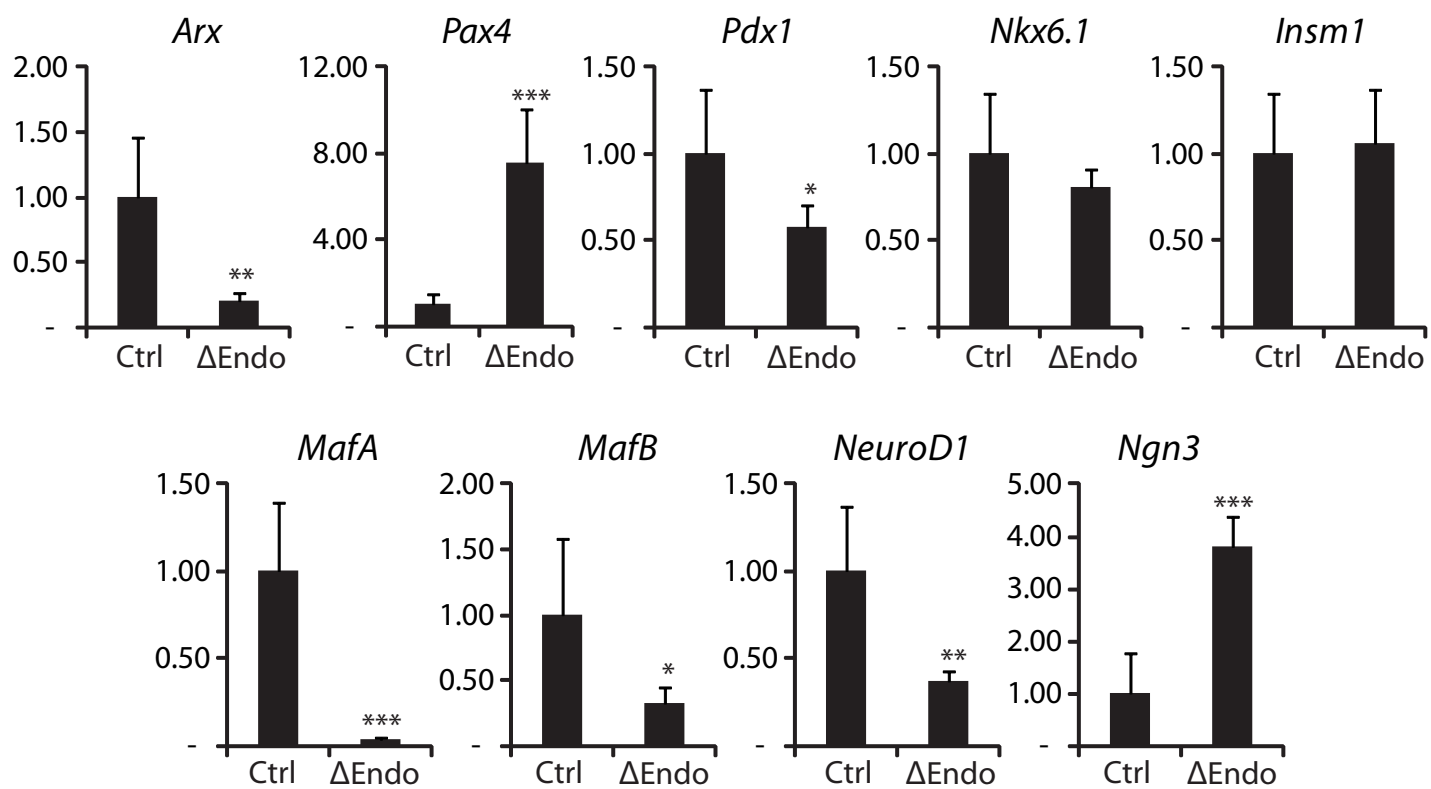 Arx Pax4 Pdx1 Nkx6.1 Insm1
2.00 12.00 1.50 1.50 1.50
***
1.50 8.00 1.00 1.00 1.00
*
1.00 4.00 0.50 0.50 0.50
0.50 **
- - - - -
Ctrl ΔEndo Ctrl ΔEndo Ctrl ΔEndo Ctrl ΔEndo Ctrl ΔEndo
MafA MafB NeuroD1 Ngn3
1.50 2.00 1.50 5.00
***
1.50 4.00
1.00 1.00 3.00
1.00 2.00
0.50 *** 0.50 * 0.50 ** 1.00
- - - -
Ctrl ΔEndo Ctrl ΔEndo Ctrl ΔEndo Ctrl ΔEndo